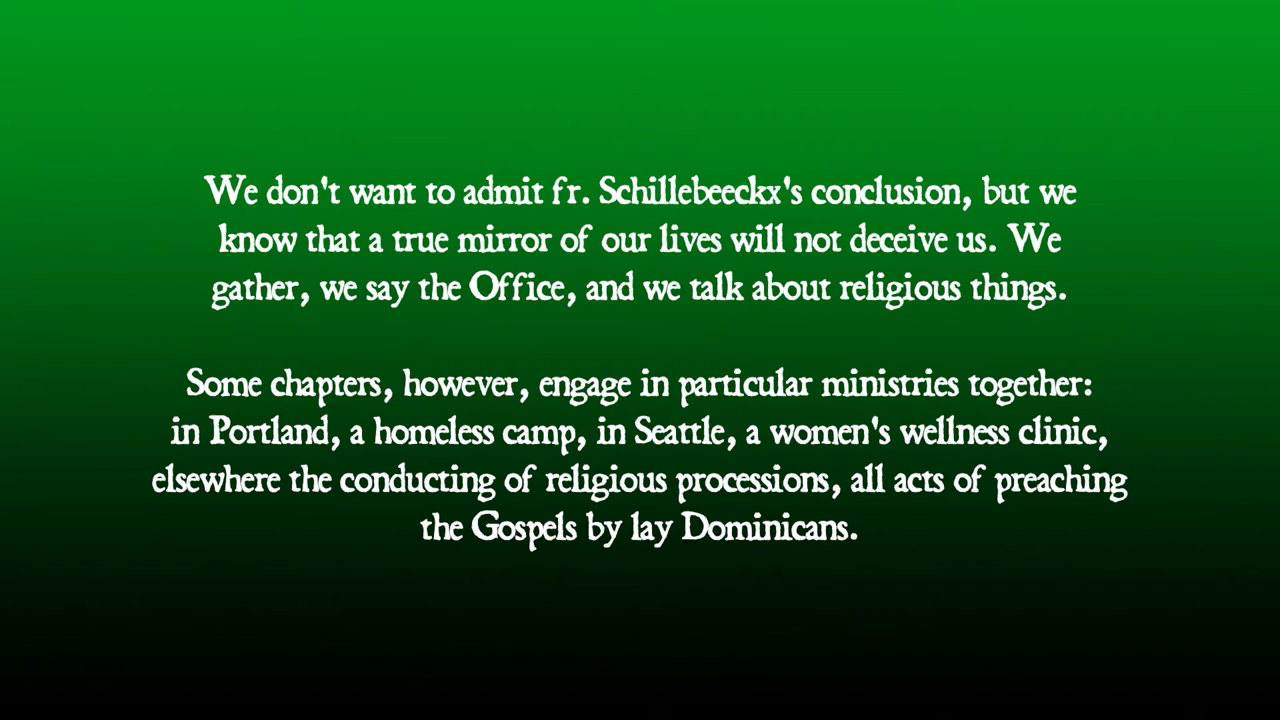 We don't want to admit fr. Schillebeeckx's conclusion, but we
know that a true mirror of our lives will not deceive us. We
gather, we say the Office, and we talk about religious things.
Some chapters, however, engage in particular ministries together:
in Portland, a homeless camp, in Seattle, a women's wellness clinic,
elsewhere the conducting of religious processions, all acts of preaching
the Gospels by lay Dominicans.